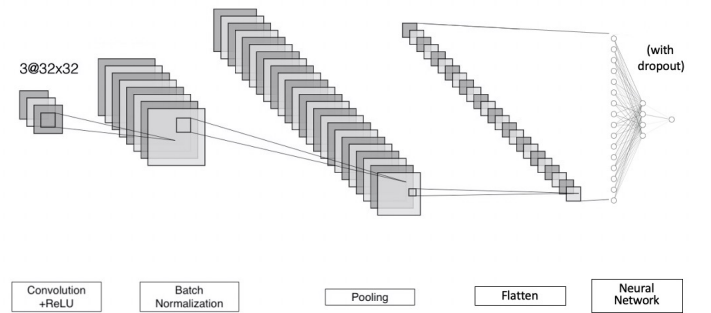 3@32x32
(with
dropout)
Convolution
+ReLU
Batch
Normalization
Pooling
Flatten
Neural
Network